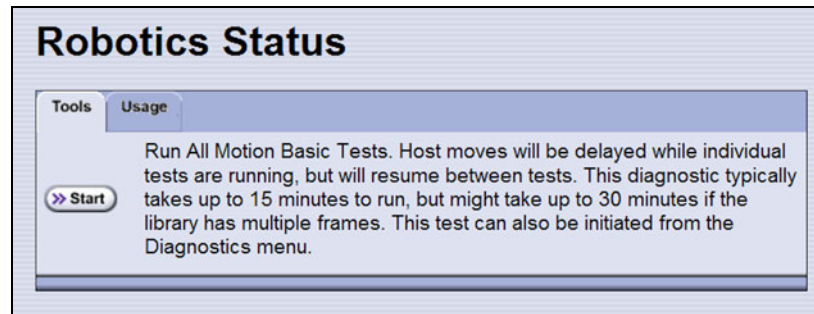 Robotics Status
Tools Usage
Run All Motion Basic Tests. Host moves will be delayed while individual
tests are running, but will resume between tests. This diagnostic typically
takes up to 15 minutes to run, but might take up to 30 minutes if the
library has multiple frames. This test can also be initiated from the
Diagnostics menu.
>> Start